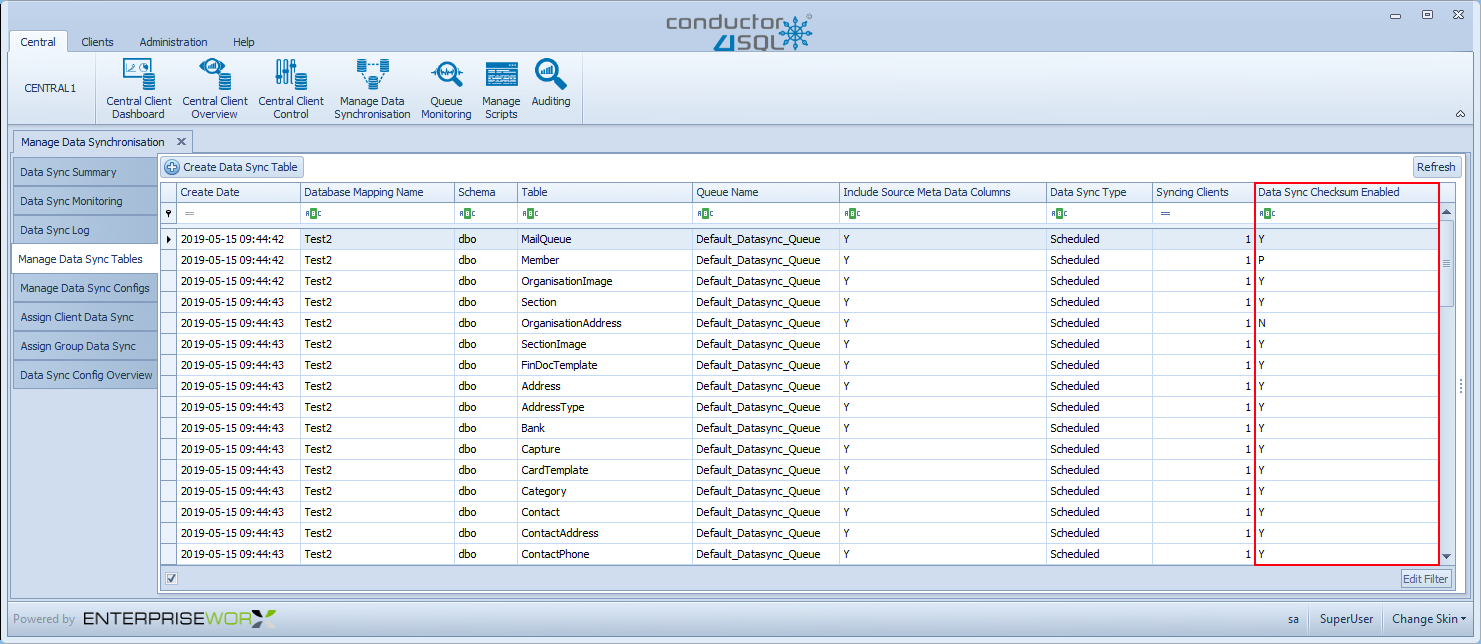 conductor
4SQL
Central Clients Administration Help
CENTRAL1
Central Client Dashboard
Central Client Overview
Central Client Control
Manage Data Synchronisation
Queue Monitoring
Manage Scripts
Auditing
Manage Data Synchronisation
Data Sync Summary
Data Sync Monitoring
Data Sync Log
Manage Data Sync Tables
Manage Data Sync Configs
Assign Client Data Sync
Assign Group Data Sync
Data Sync Config Overview
Create Data Sync Table Refresh
Create Date Database Mapping Name Schema Table Queue Name Include Source Meta Data Columns Data Sync Type Syncing Clients Data Sync Checksum Enabled
= ABC ABC ABC ABC ABC ABC = ABC
2019-05-15 09:44:42 Test2 dbo MailQueue Default_Datasync_Queue Y Scheduled 1 Y
2019-05-15 09:44:42 Test2 dbo Member Default_Datasync_Queue Y Scheduled 1 P
2019-05-15 09:44:42 Test2 dbo OrganisationImage Default_Datasync_Queue Y Scheduled 1 Y
2019-05-15 09:44:43 Test2 dbo Section Default_Datasync_Queue Y Scheduled 1 Y
2019-05-15 09:44:43 Test2 dbo OrganisationAddress Default_Datasync_Queue Y Scheduled 1 N
2019-05-15 09:44:43 Test2 dbo SectionImage Default_Datasync_Queue Y Scheduled 1 Y
2019-05-15 09:44:43 Test2 dbo FinDocTemplate Default_Datasync_Queue Y Scheduled 1 Y
2019-05-15 09:44:43 Test2 dbo Address Default_Datasync_Queue Y Scheduled 1 Y
2019-05-15 09:44:43 Test2 dbo AddressType Default_Datasync_Queue Y Scheduled 1 Y
2019-05-15 09:44:43 Test2 dbo Bank Default_Datasync_Queue Y Scheduled 1 Y
2019-05-15 09:44:43 Test2 dbo Capture Default_Datasync_Queue Y Scheduled 1 Y
2019-05-15 09:44:43 Test2 dbo CardTemplate Default_Datasync_Queue Y Scheduled 1 Y
2019-05-15 09:44:43 Test2 dbo Category Default_Datasync_Queue Y Scheduled 1 Y
2019-05-15 09:44:43 Test2 dbo Contact Default_Datasync_Queue Y Scheduled 1 Y
2019-05-15 09:44:43 Test2 dbo ContactAddress Default_Datasync_Queue Y Scheduled 1 Y
2019-05-15 09:44:43 Test2 dbo ContactPhone Default_Datasync_Queue Y Scheduled 1 Y
Edit Filter
Powered by ENTERPRISEWORX sa SuperUser Change Skin